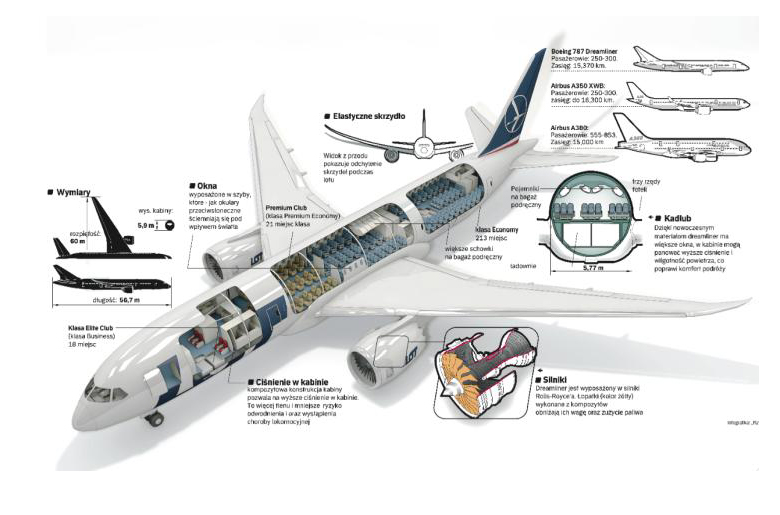 Boeing 787 Dreamliner
Pasażerowie: 250-300.
Zasięg: 15,370 km.
Airbus A350 XWB:
Pasażerowie: 250-300.
zasięg: do 16,300 km.
Airbus A380:
Pasażerowie: 555-853.
Zasięg: 15,000 km
Elastyczne skrzydło
Widok z przodu
pokazuje odchylenie
skrzydeł podczas
lotu
Okna
wyposażone w szyby,
które - jak okulary
przeciwsłoneczne
ściemniają się pod
wpływem światła
Wymiary
wys. kabiny:
5,9 m
rozpiętość:
60 m
długość: 56,7 m
Premium Club
(klasa Premium Economy)
21 miejsc klasa
klasa Economy
213 miejsc
większe schowki
na bagaż podręczny
Pojemniki
na bagaż
podręczny
trzy rzędy
foteli
ładownie
5,77 m
Kadłub
Dzięki nowoczesnym
materiałom dreamliner ma
większe okna, w kabinie mogą
panować wyższe ciśnienie i
wilgotność powietrza, co
poprawi komfort podróży
LOT
Klasa Elite Club
(klasa Business)
18 miejsc
LOT
Ciśnienie w kabinie
kompozytowa konstrukcja kabiny
pozwala na wyższe ciśnienie w kabinie.
To więcej tlenu i mniejsze ryzyko
odwodnienia i oraz wystąpienia
choroby lokomocyjnej
Silniki
Dreamliner jest wyposażony w silniki
Rolls-Royce'a. Łopatki (kolor żółty)
wykonane z kompozytów
obniżają ich wagę oraz zużycie paliwa